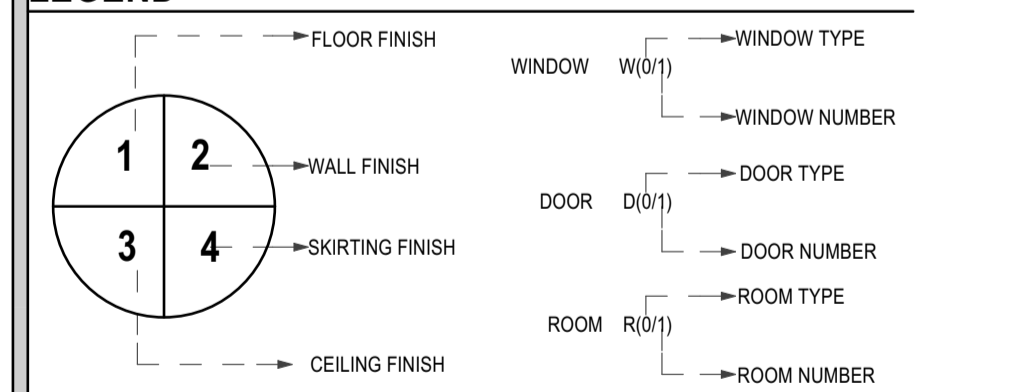 FLOOR FINISH
1
2
WALL FINISH
3
4
SKIRTING FINISH
CEILING FINISH
WINDOW W(0/1)
WINDOW TYPE
WINDOW NUMBER
DOOR D(0/1)
DOOR TYPE
DOOR NUMBER
ROOM R(0/1)
ROOM TYPE
ROOM NUMBER